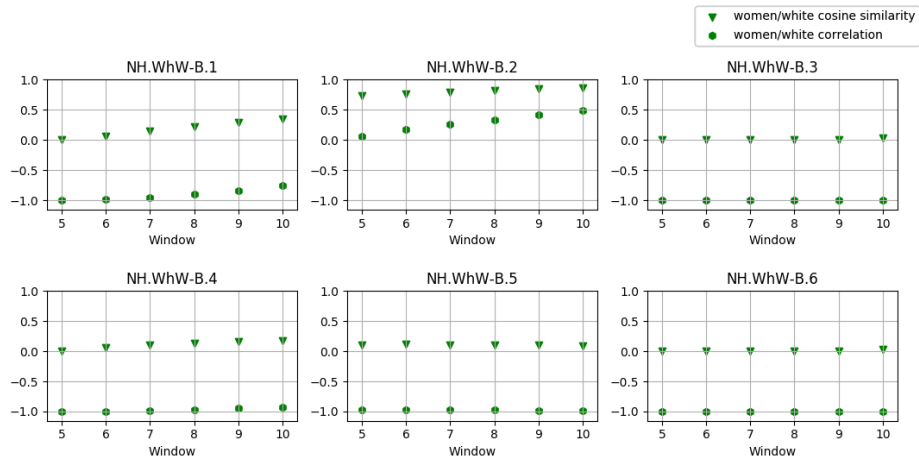 women/white cosine similarity
women/white correlation
NH.WhW-B.1 NH.WhW-B.2 NH.WhW-B.3
1.0 1.0 1.0
0.5 0.5 0.5
0.0 0.0 0.0
−0.5 −0.5 −0.5
−1.0 −1.0 −1.0
5 6 7 8 9 10 5 6 7 8 9 10 5 6 7 8 9 10
Window Window Window
NH.WhW-B.4 NH.WhW-B.5 NH.WhW-B.6
1.0 1.0 1.0
0.5 0.5 0.5
0.0 0.0 0.0
−0.5 −0.5 −0.5
−1.0 −1.0 −1.0
5 6 7 8 9 10 5 6 7 8 9 10 5 6 7 8 9 10
Window Window Window